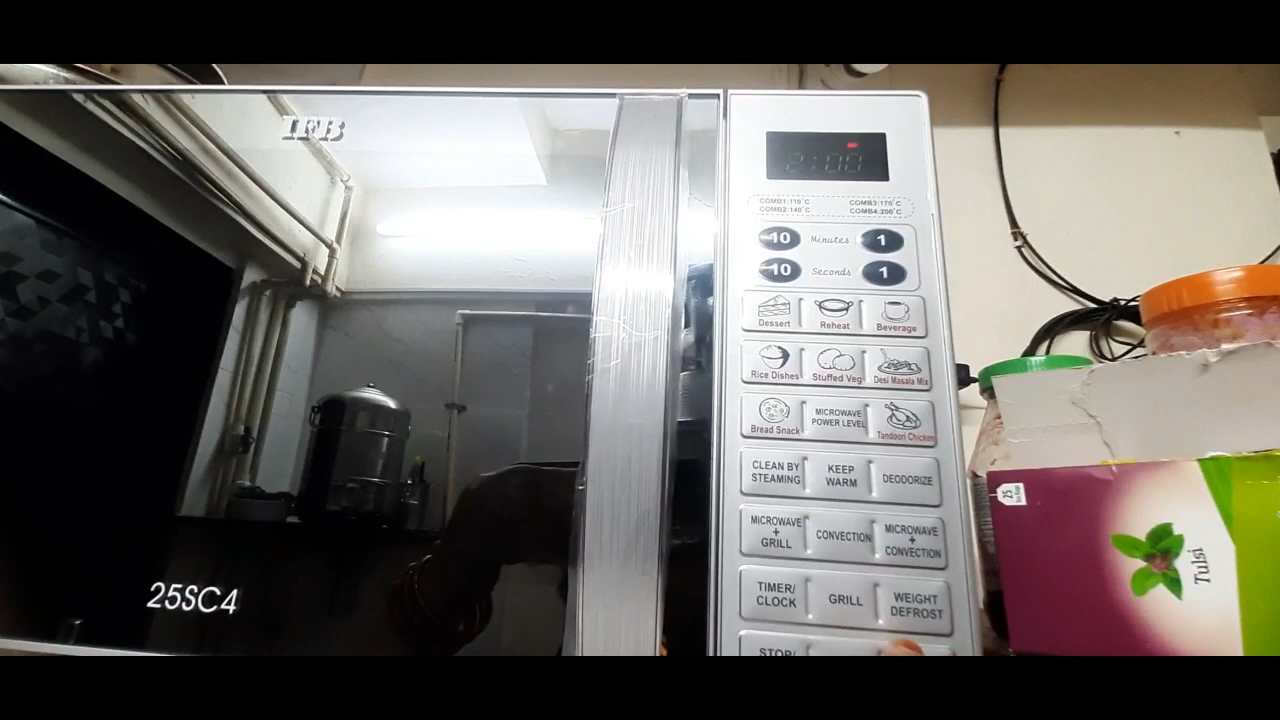 IFB
25SC4
2:00
COMB1:110°C COMB3:170°C
COMB2:140°C COMB4:200°C
10 Minutes 1
10 Seconds 1
Dessert Reheat Beverage
Rice Dishes Stuffed Veg Desi Masala Mix
Bread Snack MICROWAVE POWER LEVEL Tandoori Chicken
CLEAN BY STEAMING KEEP WARM DEODORIZE
MICROWAVE + GRILL CONVECTION MICROWAVE + CONVECTION
TIMER/ CLOCK GRILL WEIGHT DEFROST
STOP/
25
Tulsi